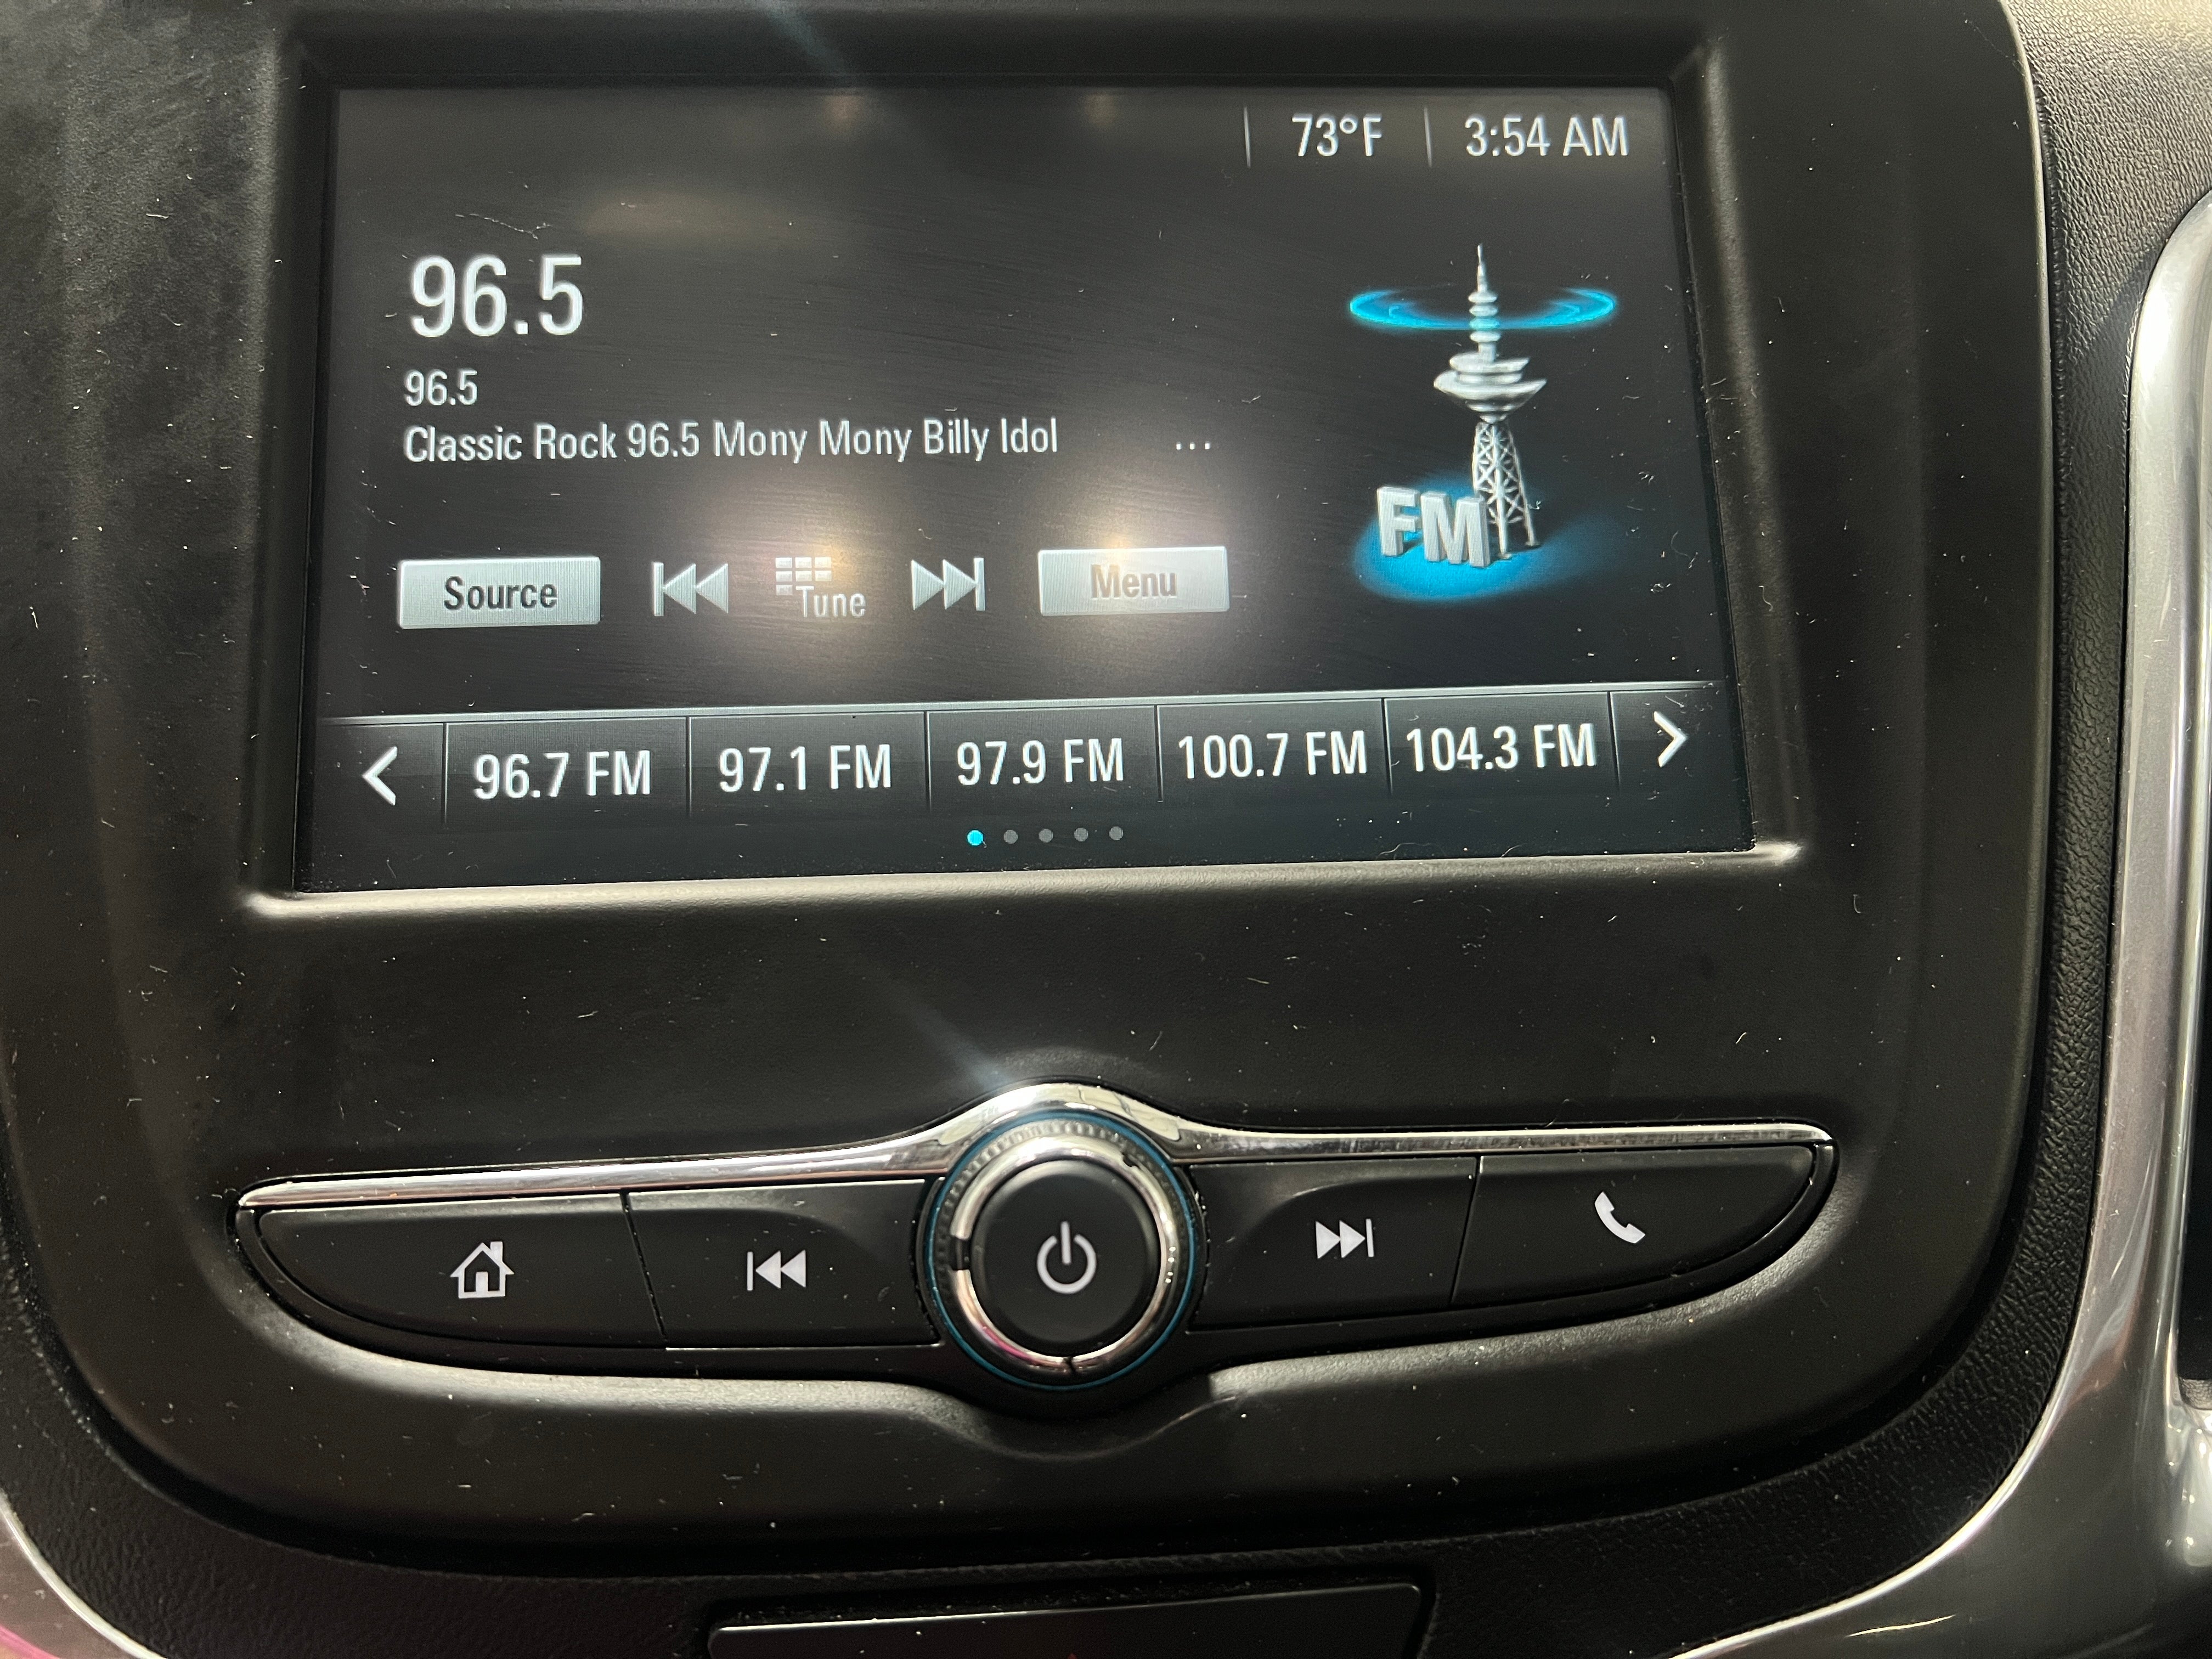 73°F 3:54 AM
96.5
96.5
Classic Rock 96.5 Mony Mony Billy Idol ...
FM
Source Tune Menu
96.7 FM 97.1 FM 97.9 FM 100.7 FM 104.3 FM